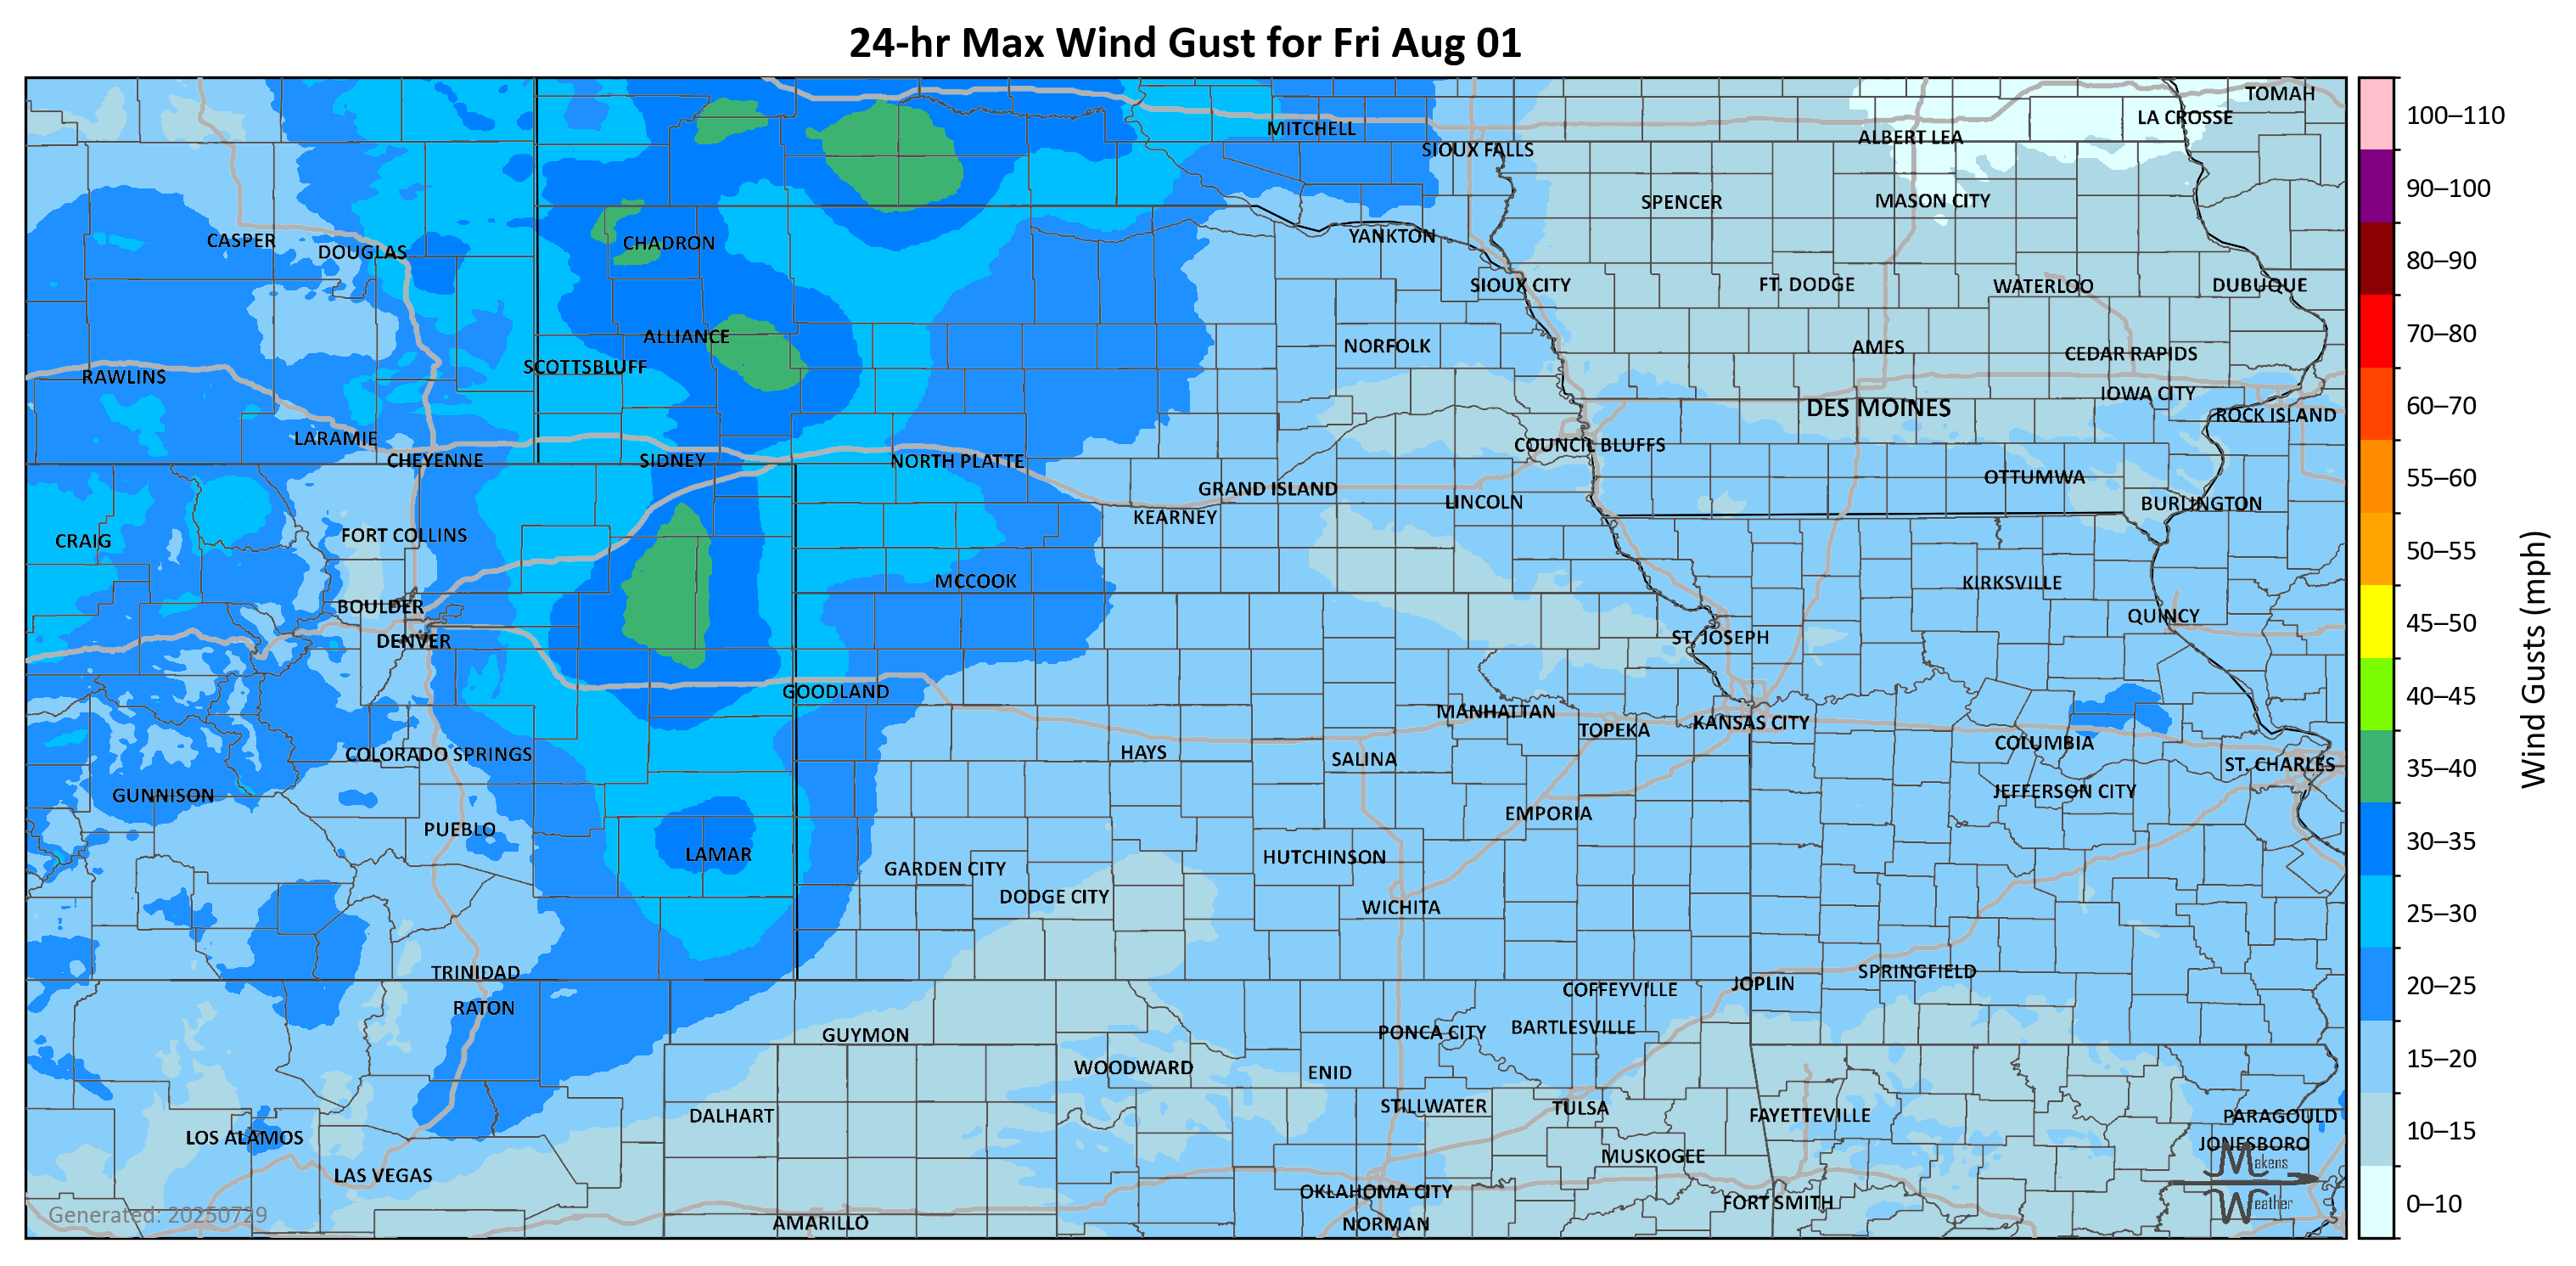 24-hr Max Wind Gust for Fri Aug 01
TOMAH
LA CROSSE
MITCHELL
ALBERT LEA
SIOUX FALLS
SPENCER
MASON CITY
CASPER
DOUGLAS
CHADRON
YANKTON
SIOUX CITY
FT. DODGE
WATERLOO
DUBUQUE
ALLIANCE
NORFOLK
AMES
CEDAR RAPIDS
SCOTTSBLUFF
RAWLINS
IOWA CITY
DES MOINES
ROCK ISLAND
LARAMIE
COUNCIL BLUFFS
CHEYENNE
SIDNEY
NORTH PLATTE
OTTUMWA
GRAND ISLAND
LINCOLN
BURLINGTON
KEARNEY
CRAIG
FORT COLLINS
MCCOOK
KIRKSVILLE
BOULDER
QUINCY
DENVER
ST. JOSEPH
GOODLAND
MANHATTAN
TOPEKA
KANSAS CITY
COLUMBIA
COLORADO SPRINGS
HAYS
SALINA
ST. CHARLES
GUNNISON
JEFFERSON CITY
EMPORIA
PUEBLO
LAMAR
HUTCHINSON
GARDEN CITY
DODGE CITY
WICHITA
TRINIDAD
SPRINGFIELD
JOPLIN
COFFEYVILLE
RATON
GUYMON
PONCA CITY
BARTLESVILLE
WOODWARD
ENID
DALHART
STILLWATER
TULSA
FAYETTEVILLE
PARAGOULD
LOS ALAMOS
JONESBORO
MUSKOGEE
LAS VEGAS
OKLAHOMA CITY
FORT SMITH
AMARILLO
NORMAN
Makens
Weather
Generated: 20250729
100–110
90–100
80–90
70–80
60–70
55–60
50–55
45–50
40–45
35–40
30–35
25–30
20–25
15–20
10–15
0–10
Wind Gusts (mph)